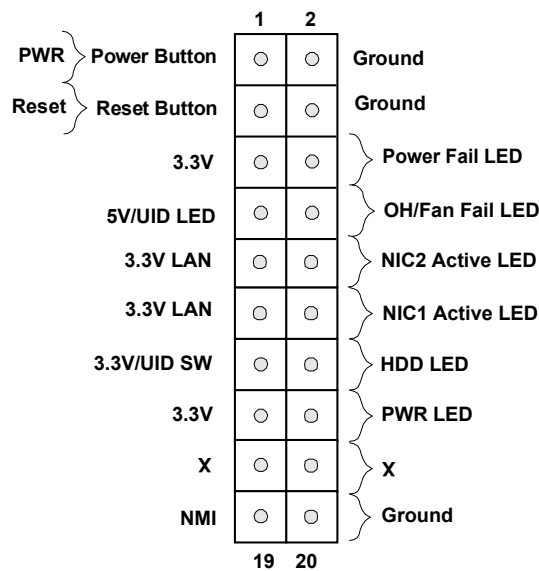 1 2
PWR Power Button Ground
Reset Reset Button Ground
3.3V Power Fail LED
5V/UID LED OH/Fan Fail LED
3.3V LAN NIC2 Active LED
3.3V LAN NIC1 Active LED
3.3V/UID SW HDD LED
3.3V PWR LED
X X
NMI Ground
19 20